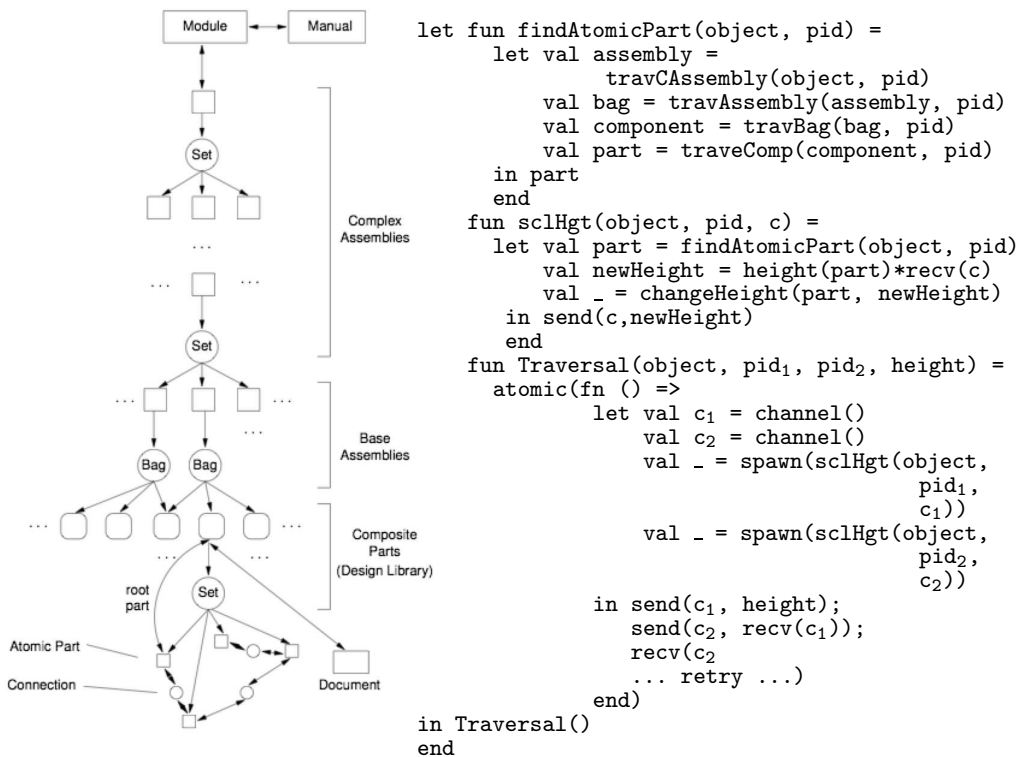 Module
Manual
Set
. . .
Complex
Assemblies
. . .
. . .
Set
. . .
. . .
. . .
Base
Assemblies
Bag
Bag
. . .
. . .
Composite
Parts
(Design Library)
. . .
. . .
root
part
Set
Atomic Part
Connection
Document
let fun findAtomicPart(object, pid) =
let val assembly =
travCAssembly(object, pid)
val bag = travAssembly(assembly, pid)
val component = travBag(bag, pid)
val part = traveComp(component, pid)
in part
end
fun sclHgt(object, pid, c) =
let val part = findAtomicPart(object, pid)
val newHeight = height(part)*recv(c)
val _ = changeHeight(part, newHeight)
in send(c,newHeight)
end
fun Traversal(object, pid₁, pid₂, height) =
atomic(fn () =>
let val c₁ = channel()
val c₂ = channel()
val _ = spawn(sclHgt(object,
pid₁,
c₁))
val _ = spawn(sclHgt(object,
pid₂,
c₂))
in send(c₁, height);
send(c₂, recv(c₁));
recv(c₂
... retry ...)
end)
in Traversal()
end